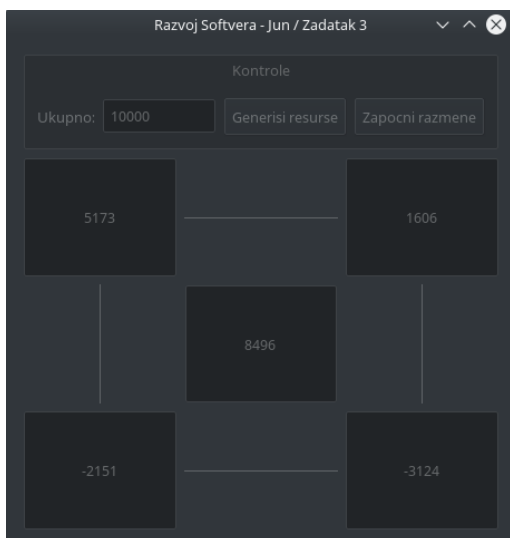 Razvoj Softvera - Jun / Zadatak 3
Kontrole
Ukupno: 10000 Generisi resurse Zapocni razmene
5173 1606
8496
-2151 -3124